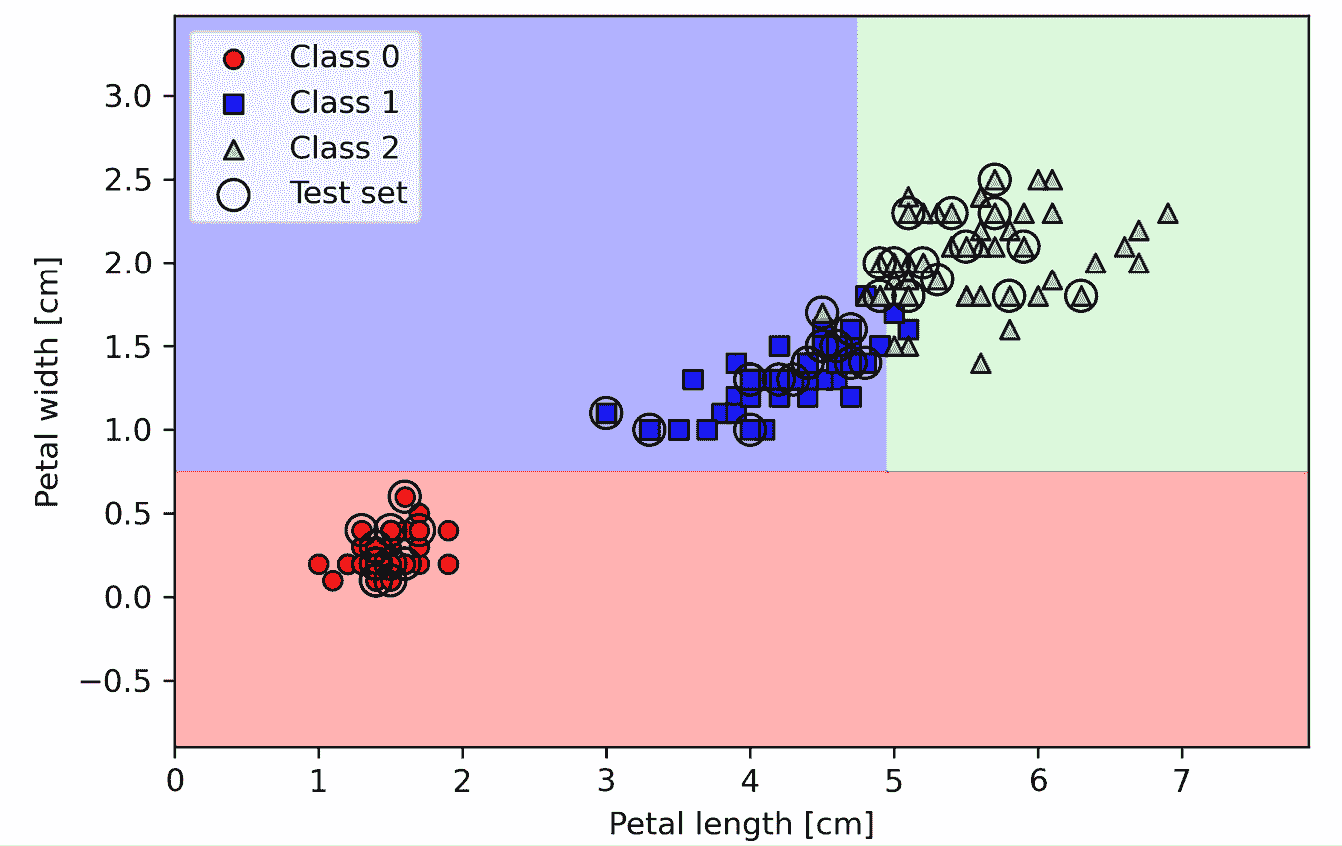 Class 0
Class 1
Class 2
Test set
3.0
2.5
2.0
1.5
1.0
0.5
0.0
−0.5
Petal width [cm]
0 1 2 3 4 5 6 7
Petal length [cm]